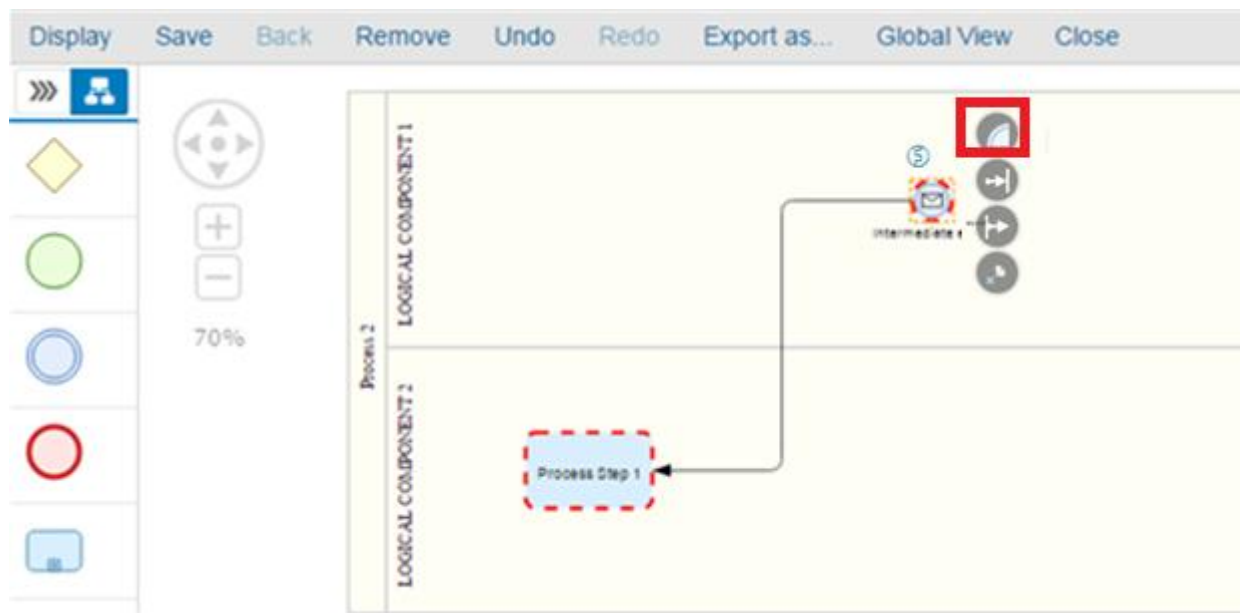 Display Save Back Remove Undo Redo Export as... Global View Close
70%
Process 2
LOGICAL COMPONENT 1
LOGICAL COMPONENT 2
Intermediate e
Process Step 1